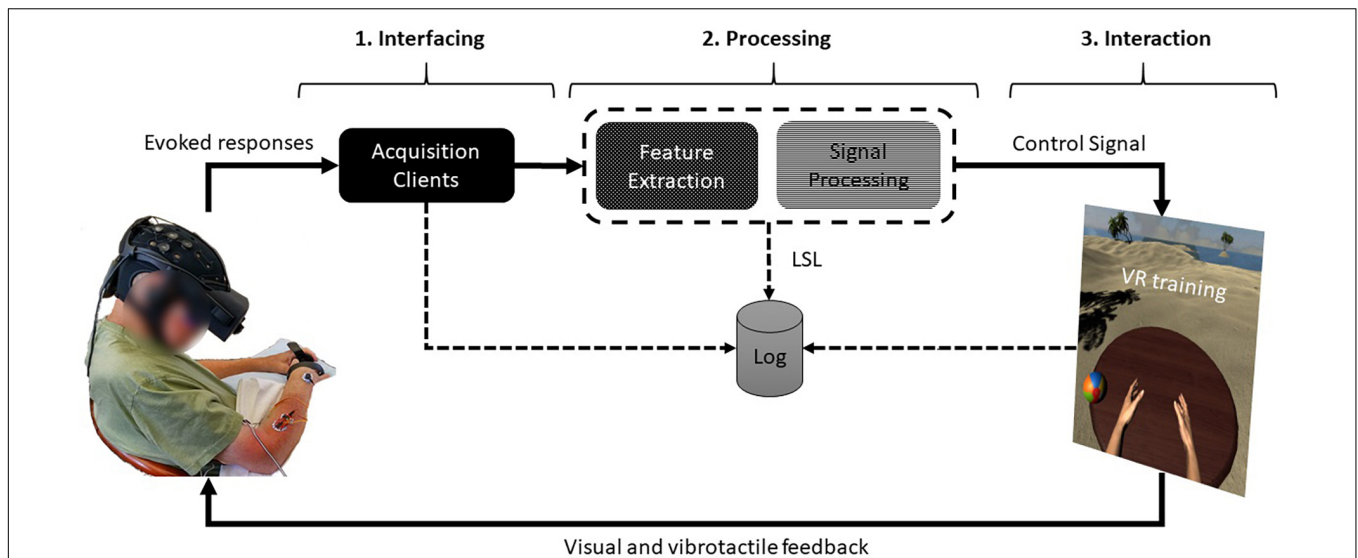 1. Interfacing
2. Processing
3. Interaction
Evoked responses
Acquisition
Clients
Feature
Extraction
Signal
Processing
Control Signal
LSL
VR training
Log
Visual and vibrotactile feedback